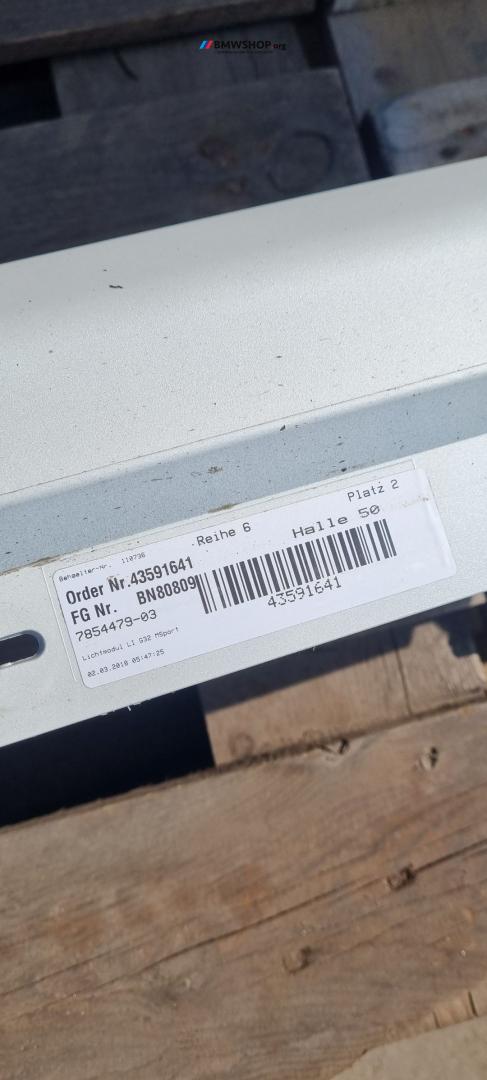 BMWSHOP.org
Behaelter-Nr. 110736
Reihe 6
Halle 50
Platz 2
Order Nr.43591641
FG Nr. BN80809
7854479-03
43591641
Lichtmodul LI G32 MSport
02.03.2018 05:47:25